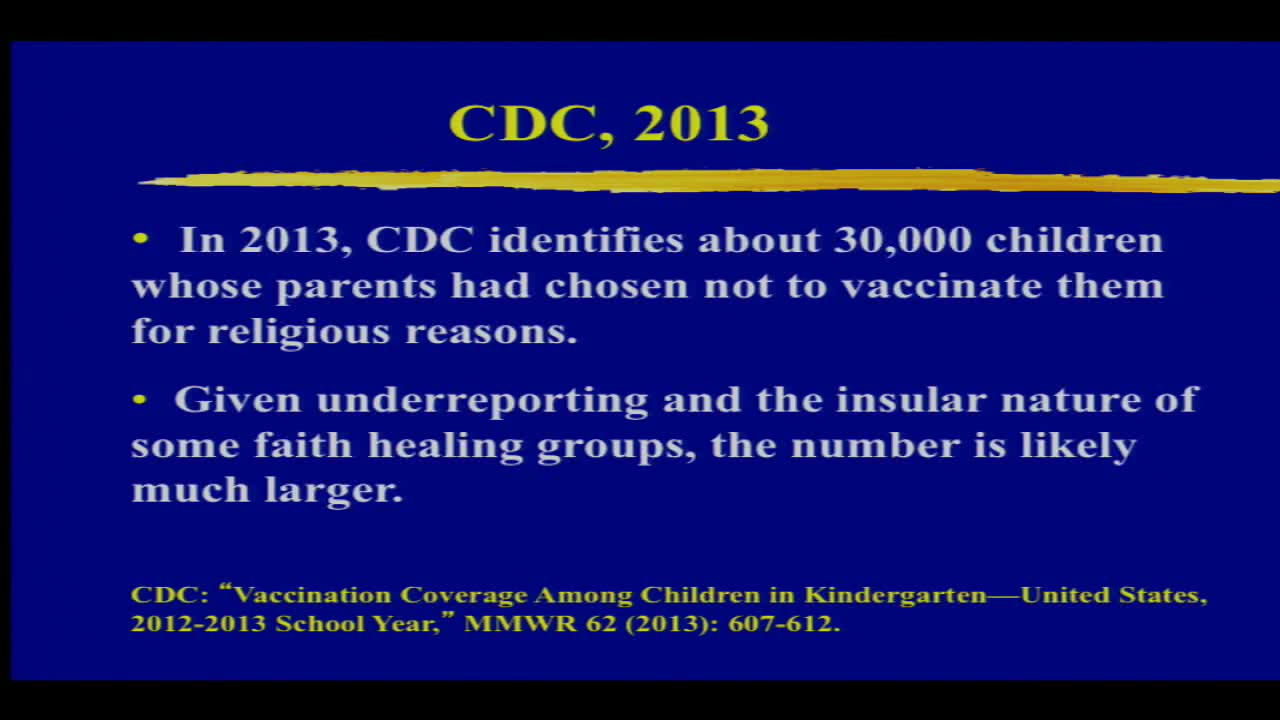 CDC, 2013
• In 2013, CDC identifies about 30,000 children
whose parents had chosen not to vaccinate them
for religious reasons.
• Given underreporting and the insular nature of
some faith healing groups, the number is likely
much larger.
CDC: “Vaccination Coverage Among Children in Kindergarten—United States,
2012-2013 School Year,” MMWR 62 (2013): 607-612.